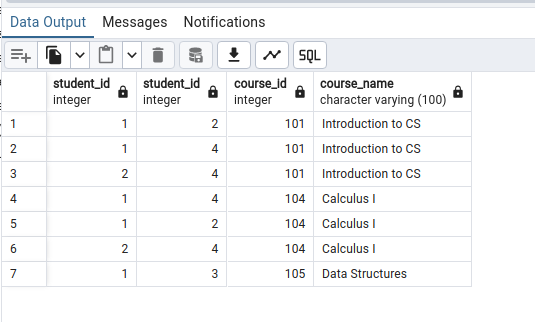 Data Output Messages Notifications
SQL
student_id student_id course_id course_name
integer integer integer character varying (100)
1 1 2 101 Introduction to CS
2 1 4 101 Introduction to CS
3 2 4 101 Introduction to CS
4 1 4 104 Calculus I
5 1 2 104 Calculus I
6 2 4 104 Calculus I
7 1 3 105 Data Structures